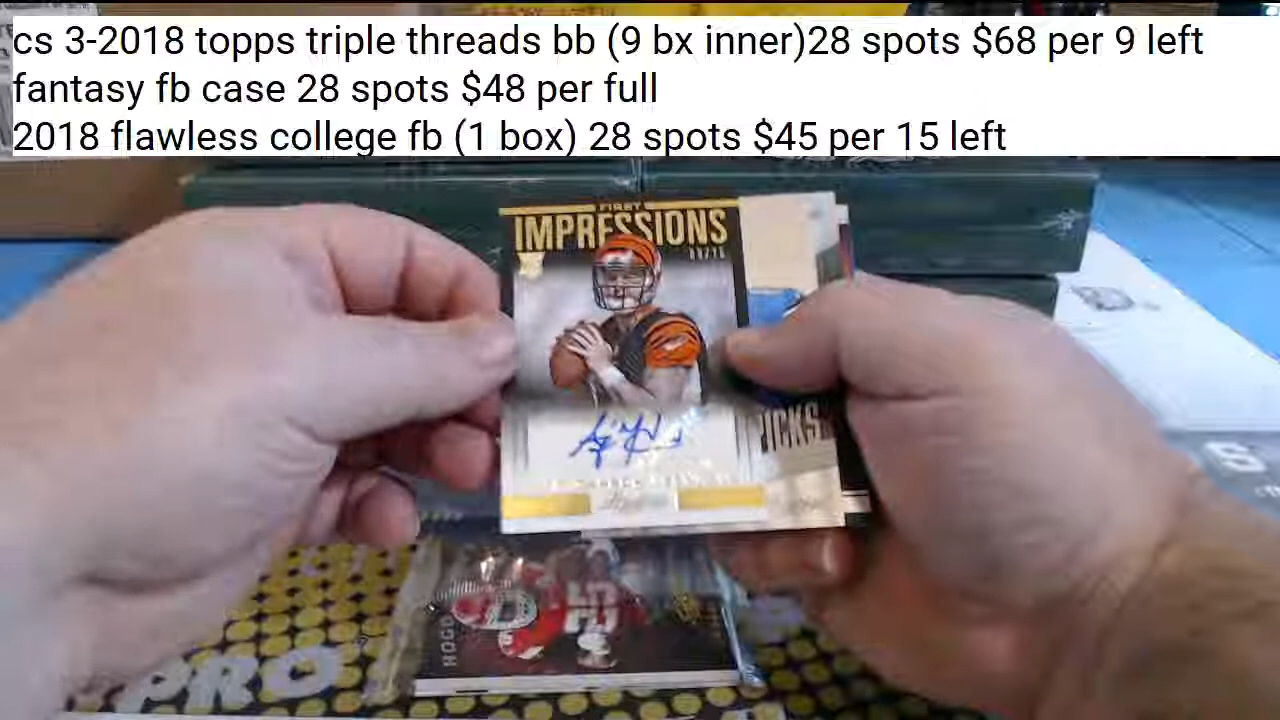 cs 3-2018 topps triple threads bb (9 bx inner)28 spots $68 per 9 left
fantasy fb case 28 spots $48 per full
2018 flawless college fb (1 box) 28 spots $45 per 15 left
FIRST
IMPRESSIONS
PICKS
PRO